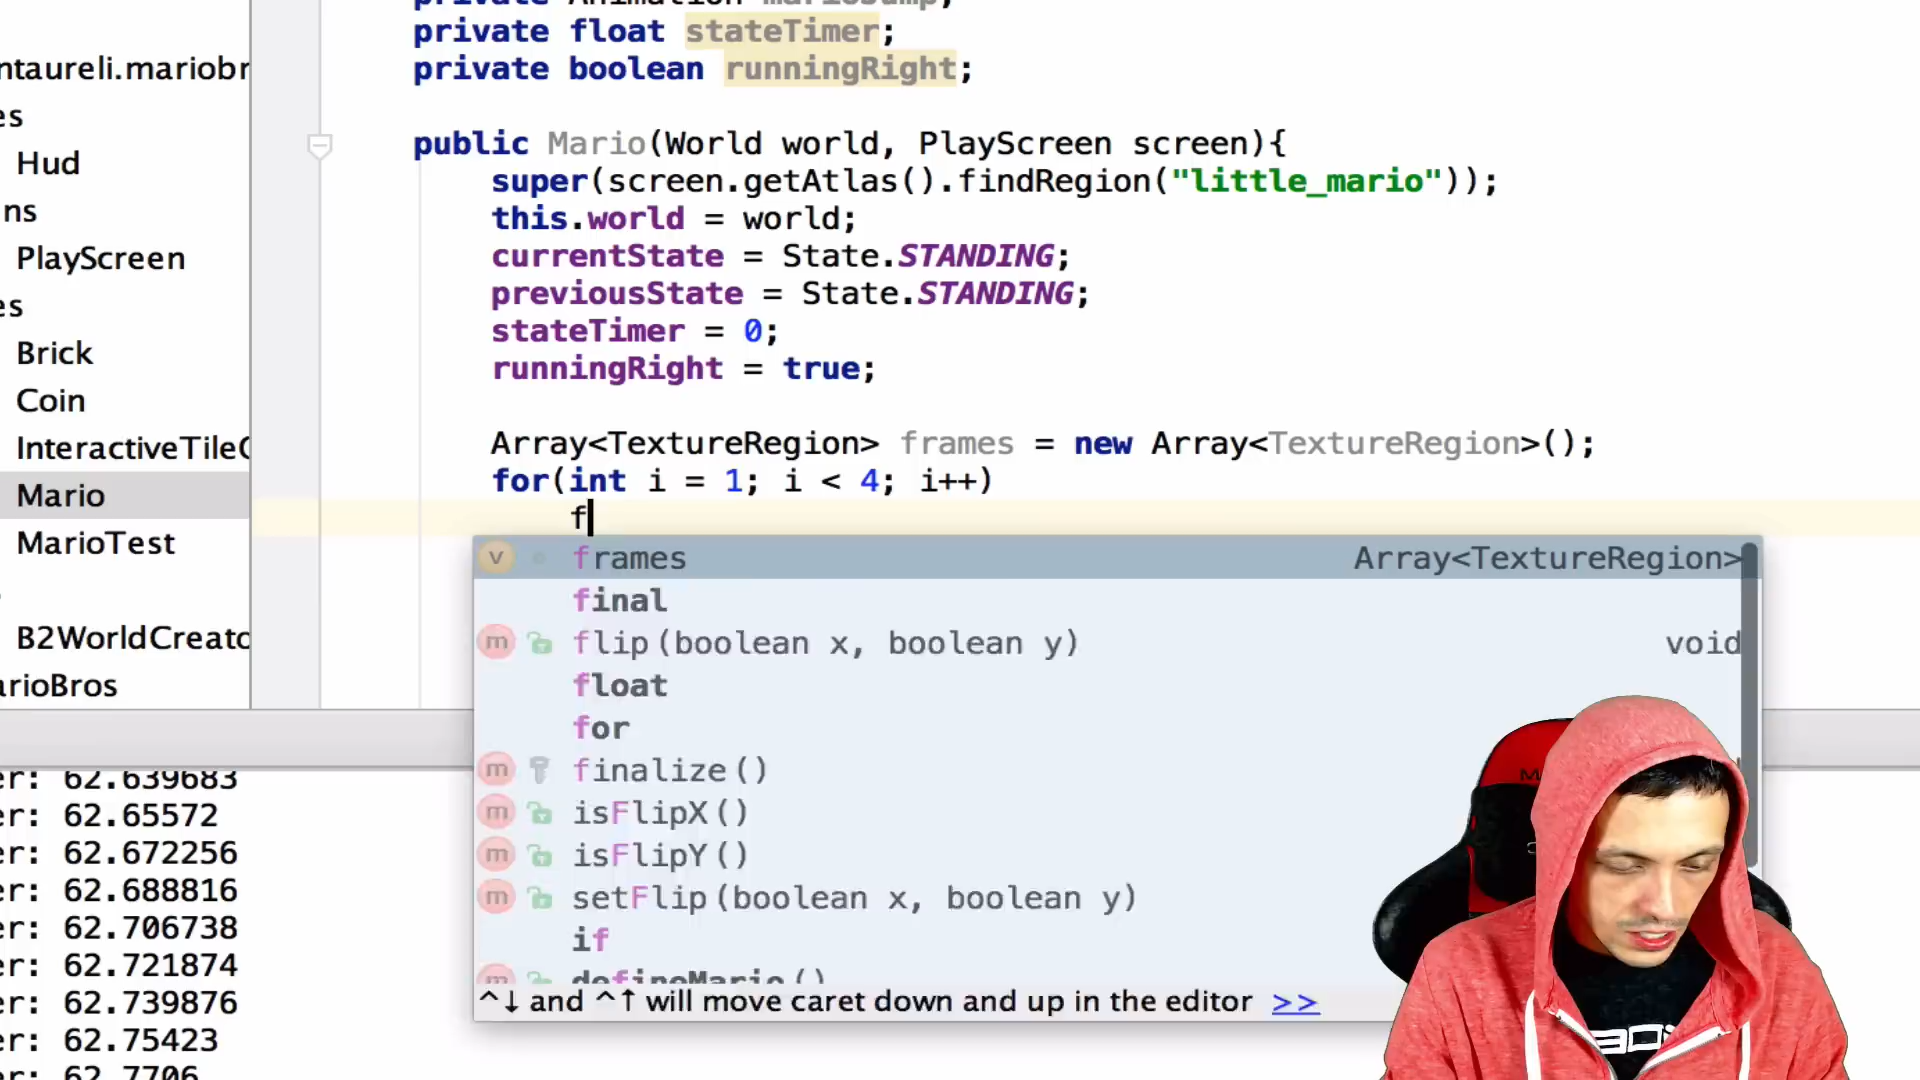 private float stateTimer;
private boolean runningRight;
public Mario(World world, PlayScreen screen){
super(screen.getAtlas().findRegion("little_mario"));
this.world = world;
currentState = State.STANDING;
previousState = State.STANDING;
stateTimer = 0;
runningRight = true;
Array<TextureRegion> frames = new Array<TextureRegion>();
for(int i = 1; i < 4; i++)
f
frames Array<TextureRegion>
final
flip(boolean x, boolean y) void
float
for
finalize()
isFlipX()
isFlipY()
setFlip(boolean x, boolean y)
if
defineMario()
^↓ and ^↑ will move caret down and up in the editor >>
ntaureli.mariobr
es
Hud
ns
PlayScreen
es
Brick
Coin
InteractiveTile
Mario
MarioTest
B2WorldCreato
arioBros
er: 62.639683
er: 62.65572
er: 62.672256
er: 62.688816
er: 62.706738
er: 62.721874
er: 62.739876
er: 62.75423
er: 62.7706